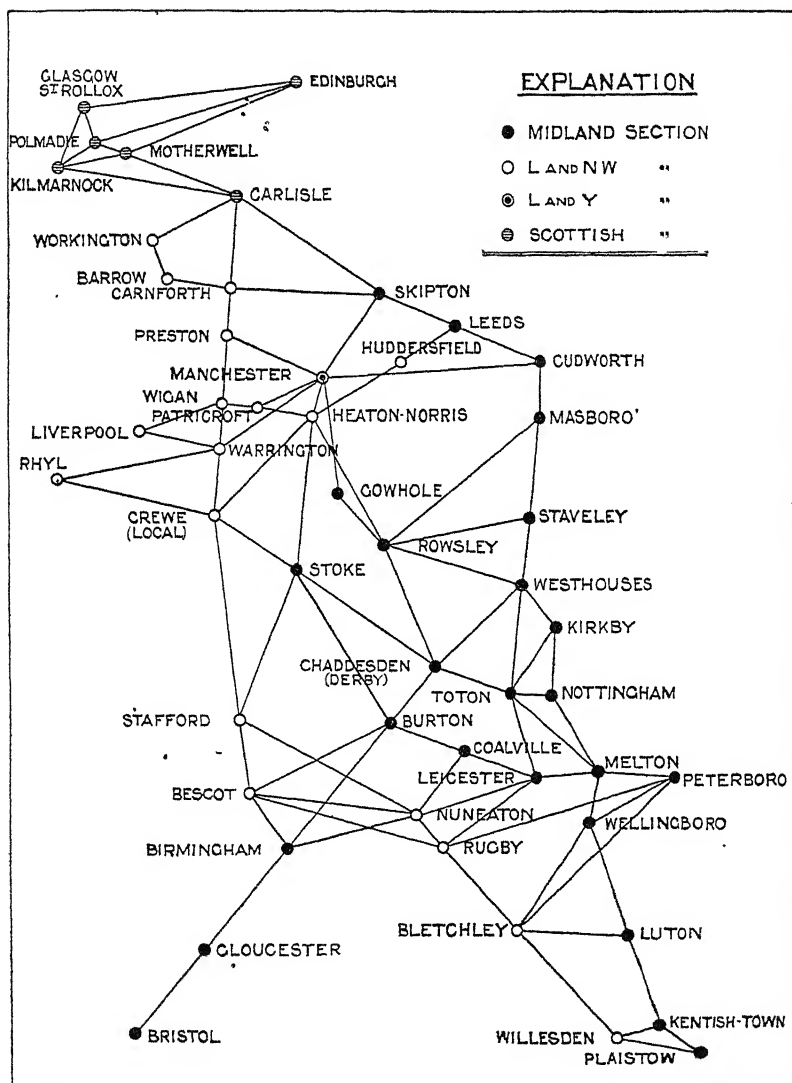 EXPLANATION
MIDLAND SECTION
L AND NW "
L AND Y "
SCOTTISH "
GLASGOW
ST ROLLOX
EDINBURGH
POLMADIE
MOTHERWELL
KILMARNOCK
CARLISLE
WORKINGTON
BARROW
CARNFORTH
SKIPTON
PRESTON
LEEDS
HUDDERSFIELD
CUDWORTH
MANCHESTER
WIGAN
PATRICROFT
HEATON-NORRIS
MASBORO'
LIVERPOOL
WARRINGTON
RHYL
GOWHOLE
CREWE
(LOCAL)
STAVELEY
ROWSLEY
STOKE
WESTHOUSES
KIRKBY
CHADDESDEN
(DERBY)
TOTON
NOTTINGHAM
STAFFORD
BURTON
COALVILLE
MELTON
LEICESTER
PETERBORO
BESCOT
NUNEATON
WELLINGBORO
BIRMINGHAM
RUGBY
BLETCHLEY
LUTON
GLOUCESTER
BRISTOL
KENTISH-TOWN
WILLESDEN
PLAISTOW